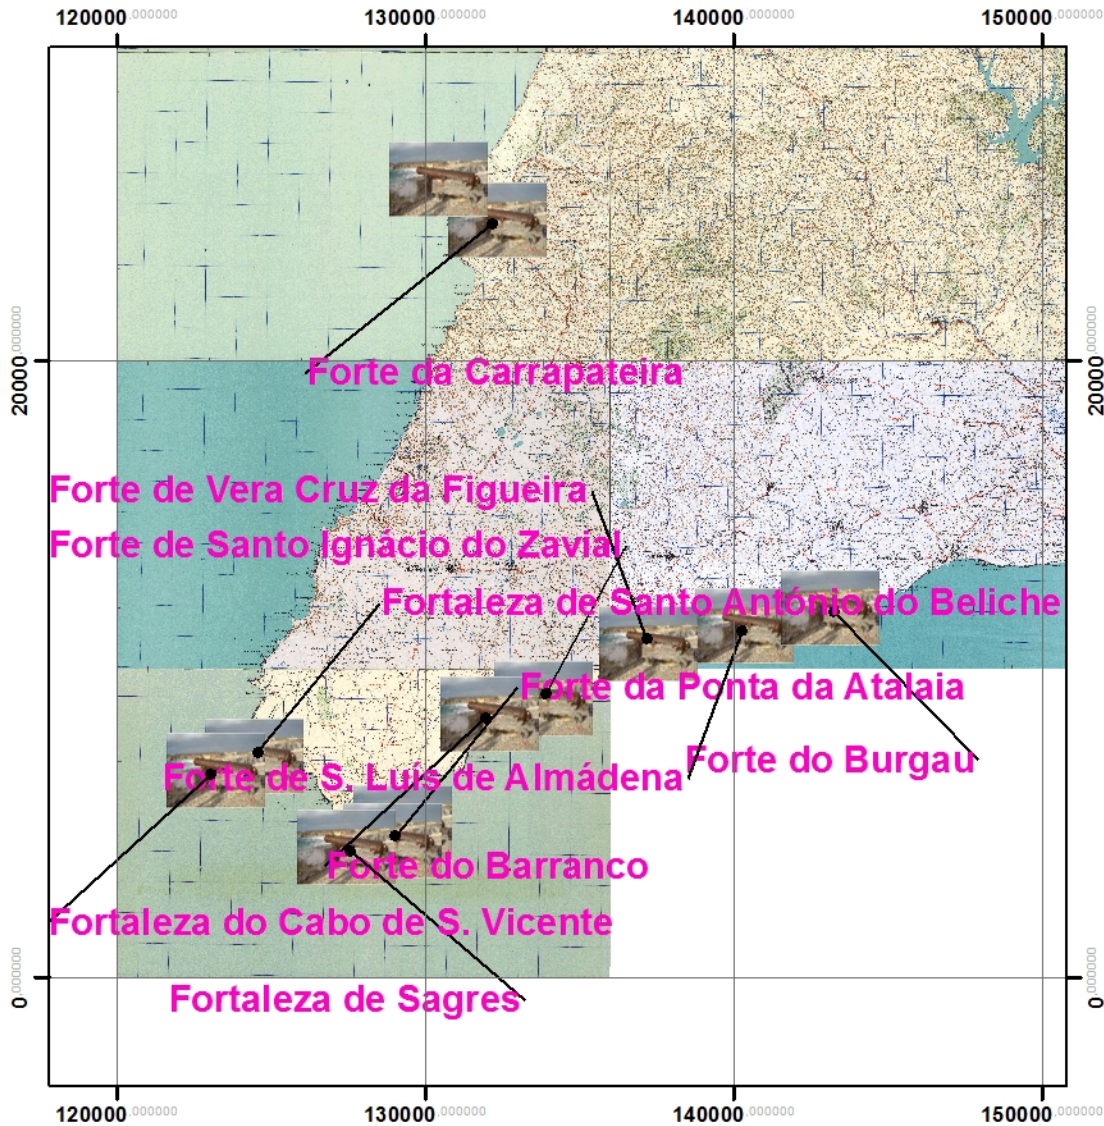 120000.000000 130000.000000 140000.000000 150000.000000
20000.000000 20000.000000
Forte da Carrapateira
Forte de Vera Cruz da Figueira
Forte de Santo Ignácio do Zavial
Fortaleza de Santo António do Beliche
Forte da Ponta da Atalaia
Forte do Burgau
Forte de S. Luís de Almádena
Forte do Barranco
Fortaleza do Cabo de S. Vicente
0.000000 0.000000
Fortaleza de Sagres
120000.000000 130000.000000 140000.000000 150000.000000